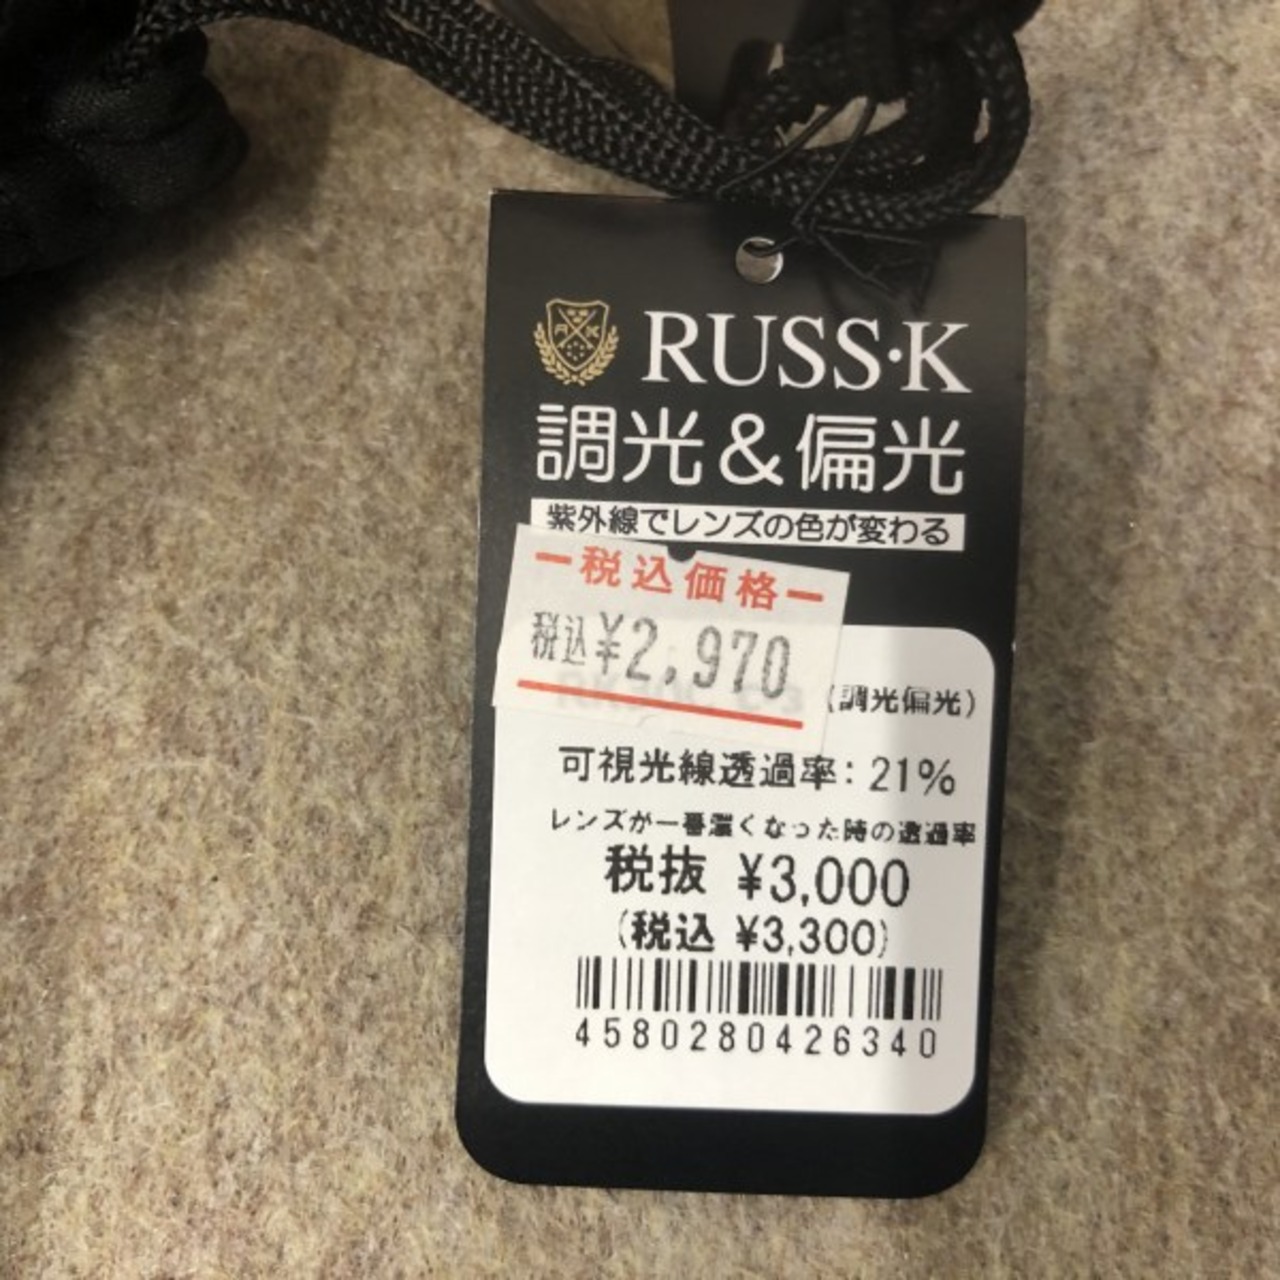 RUSS·K
調光＆偏光
紫外線でレンズの色が変わる
ー税込価格ー
税込¥2,970
(調光偏光)
可視光線透過率: 21%
レンズが一番濃くなった時の透過率
税抜 ¥3,000
(税込 ¥3,300)
4580280426340